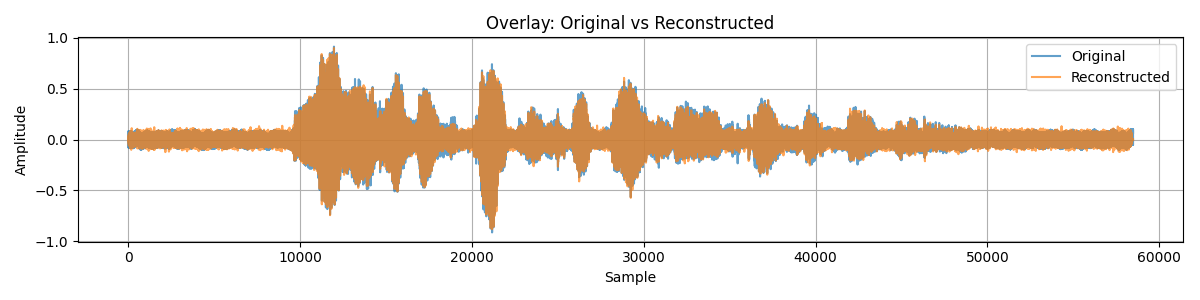 Overlay: Original vs Reconstructed
Original
Reconstructed
Amplitude
1.0
0.5
0.0
−0.5
−1.0
0 10000 20000 30000 40000 50000 60000
Sample